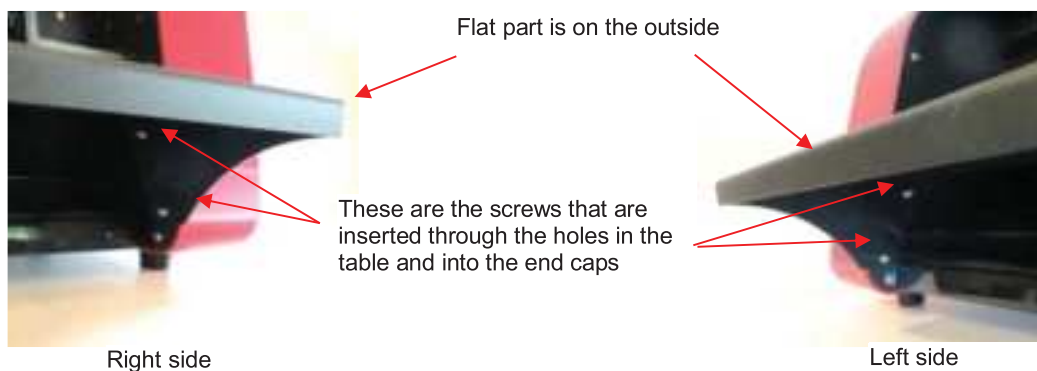 Flat part is on the outside
These are the screws that are
inserted through the holes in the
table and into the end caps
Right side
Left side